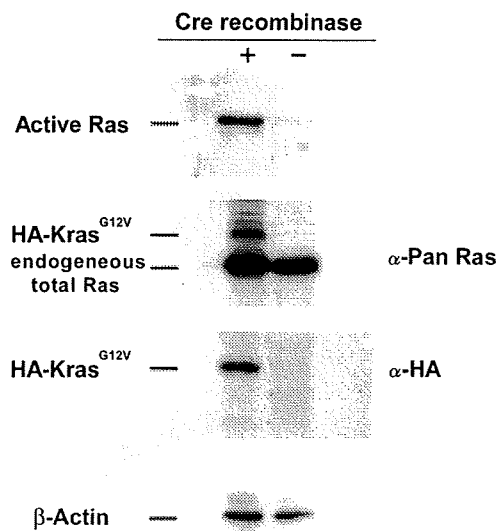 Cre recombinase
+ −
Active Ras
HA-Kras G12V
endogeneous
total Ras
α-Pan Ras
HA-Kras G12V
α-HA
β-Actin